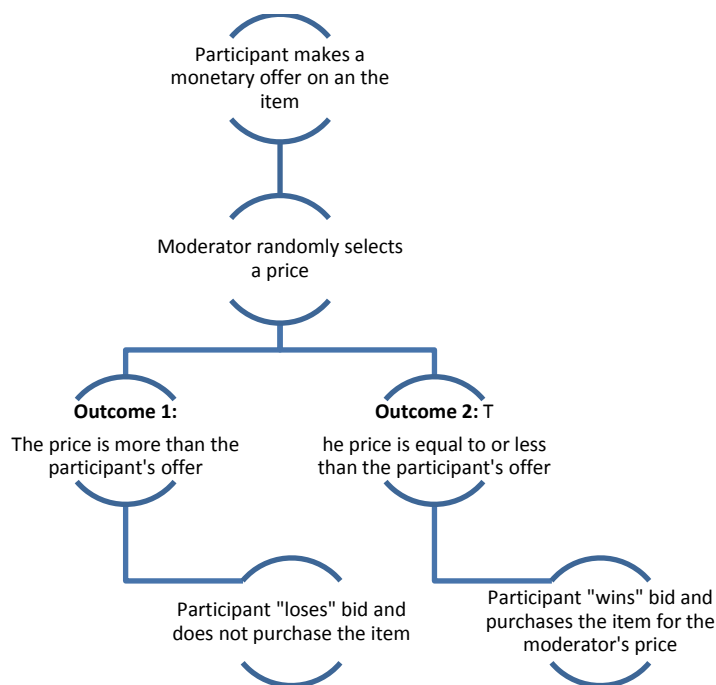 Participant makes a
monetary offer on an the
item
Moderator randomly selects
a price
Outcome 1:
The price is more than the
participant's offer
Outcome 2: T
he price is equal to or less
than the participant's offer
Participant "loses" bid and
does not purchase the item
Participant "wins" bid and
purchases the item for the
moderator's price